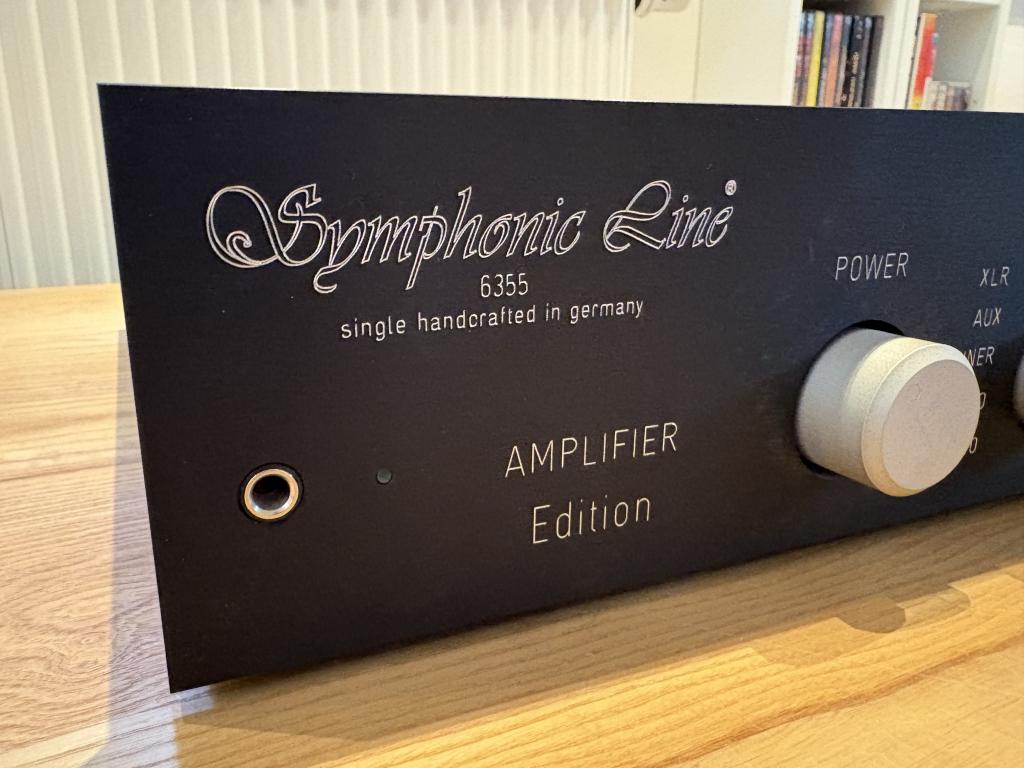 Symphonic Line®
6355
single handcrafted in germany
AMPLIFIER
Edition
POWER
XLR
AUX